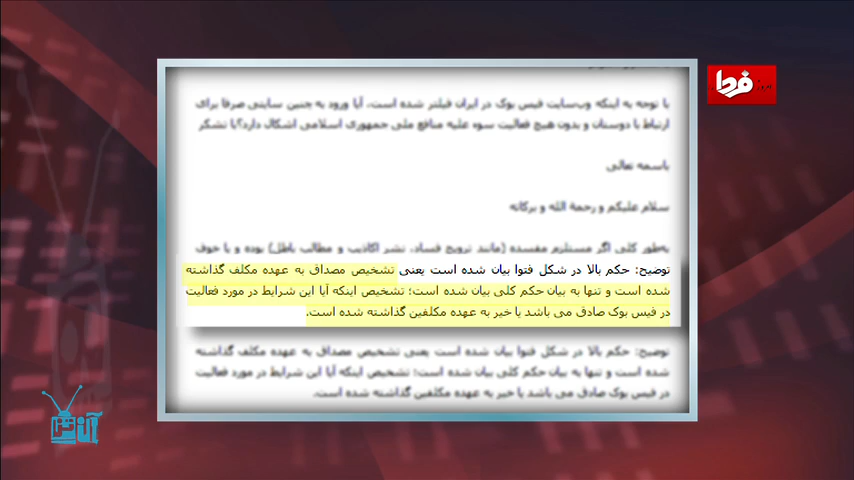 امروز فردا
با توجه به اینکه وب‌سایت فیس بوک در ایران فیلتر شده است، آیا ورود به چنین سایتی صرفا برای
ارتباط با دوستان و بدون هیچ فعالیت سوء علیه منافع ملی جمهوری اسلامی اشکال دارد؟با تشکر
باسمه تعالی
سلام علیکم و رحمة الله و برکاته
به‌طور کلی اگر مستلزم مفسده (مانند ترویج فساد، نشر اکاذیب و مطالب باطل) بوده و یا خوف
توضیح: حکم بالا در شکل فتوا بیان شده است یعنی تشخیص مصداق به عهده مکلف گذاشته
شده است و تنها به بیان حکم کلی بیان شده است؛ تشخیص اینکه آیا این شرایط در مورد فعالیت
در فیس بوک صادق می باشد یا خیر به عهده مکلفین گذاشته شده است.
توضیح: حکم بالا در شکل فتوا بیان شده است یعنی تشخیص مصداق به عهده مکلف گذاشته
شده است و تنها به بیان حکم کلی بیان شده است؛ تشخیص اینکه آیا این شرایط در مورد فعالیت
در فیس بوک صادق می باشد یا خیر به عهده مکلفین گذاشته شده است.